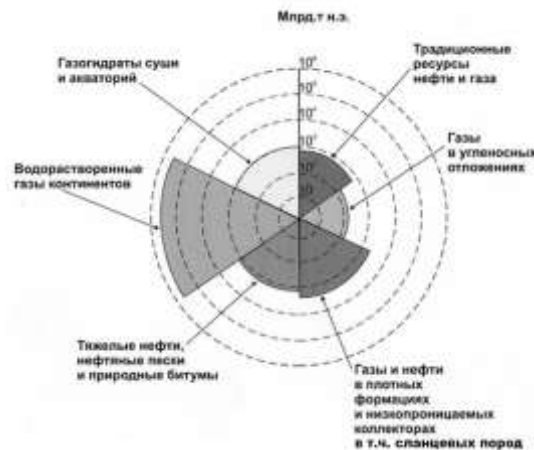 Млрд.т н.э.
Газогидраты суши
и акваторий
Традиционные
ресурсы
нефти и газа
Газы
в угленосных
отложениях
Водорастворенные
газы континентов
Тяжелые нефти,
нефтяные пески
и природные битумы
Газы и нефти
в плотных
формациях
и низкопроницаемых
коллекторах
в т.ч. сланцевых пород